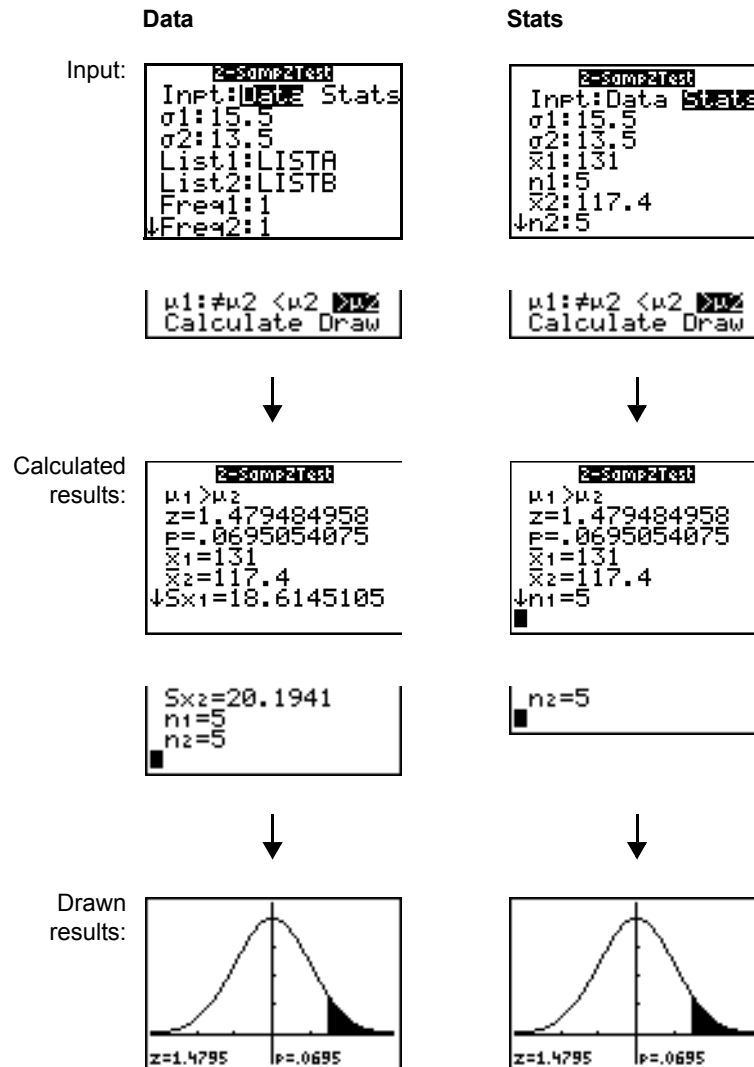 Data
Stats
Input:
2-SampZTest
Inpt:Data Stats
σ1:15.5
σ2:13.5
List1:LISTA
List2:LISTB
Freq1:1
↓Freq2:1
2-SampZTest
Inpt:Data Stats
σ1:15.5
σ2:13.5
x̄1:131
n1:5
x̄2:117.4
↓n2:5
μ1:≠μ2 <μ2 >μ2
Calculate Draw
μ1:≠μ2 <μ2 >μ2
Calculate Draw
Calculated
results:
2-SampZTest
μ1>μ2
z=1.479484958
p=.0695054075
x̄1=131
x̄2=117.4
↓Sx1=18.6145105
2-SampZTest
μ1>μ2
z=1.479484958
p=.0695054075
x̄1=131
x̄2=117.4
↓n1=5
Sx2=20.1941
n1=5
n2=5
n2=5
Drawn
results:
z=1.4795 p=.0695
z=1.4795 p=.0695